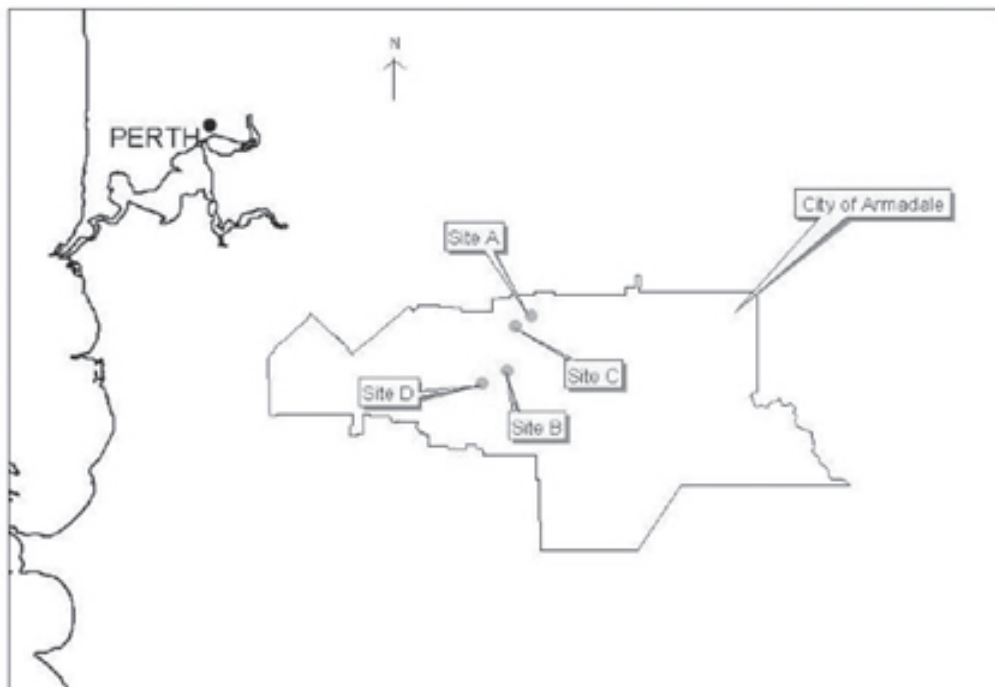 N
PERTH
City of Armadale
Site A
Site C
Site D
Site B